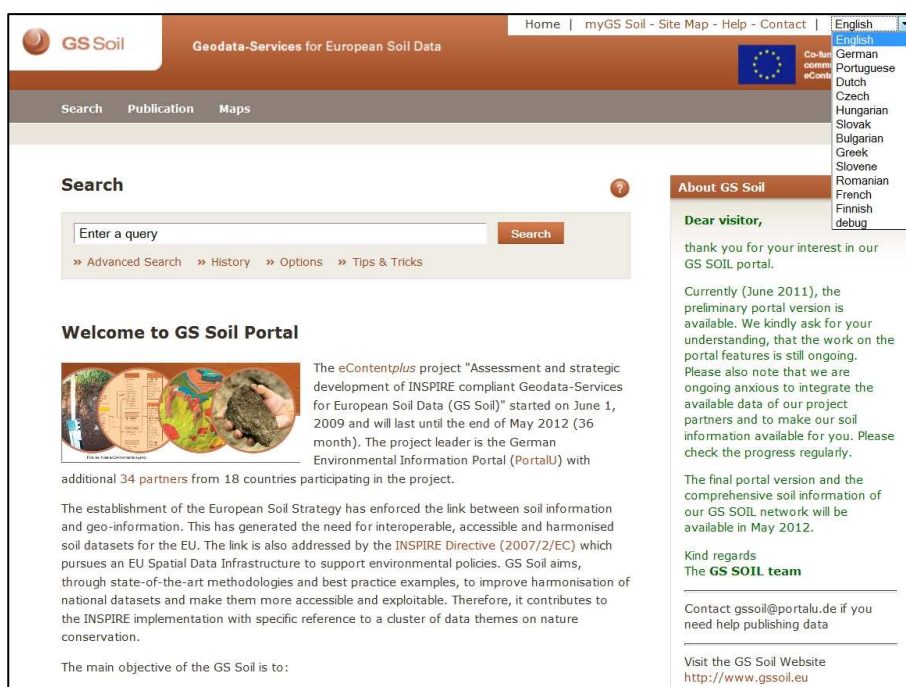 Home | myGS Soil - Site Map - Help - Contact | English
GS Soil
Geodata-Services for European Soil Data
English
German
Portuguese
Dutch
Czech
Hungarian
Slovak
Bulgarian
Greek
Slovene
Romanian
French
Finnish
debug
Search Publication Maps
Search
?
Enter a query
Search
» Advanced Search » History » Options » Tips & Tricks
Welcome to GS Soil Portal
The eContentplus project "Assessment and strategic
development of INSPIRE compliant Geodata-Services
for European Soil Data (GS Soil)" started on June 1,
2009 and will last until the end of May 2012 (36
month). The project leader is the German
Environmental Information Portal (PortalU) with
additional 34 partners from 18 countries participating in the project.
The establishment of the European Soil Strategy has enforced the link between soil information
and geo-information. This has generated the need for interoperable, accessible and harmonised
soil datasets for the EU. The link is also addressed by the INSPIRE Directive (2007/2/EC) which
pursues an EU Spatial Data Infrastructure to support environmental policies. GS Soil aims,
through state-of-the-art methodologies and best practice examples, to improve harmonisation of
national datasets and make them more accessible and exploitable. Therefore, it contributes to
the INSPIRE implementation with specific reference to a cluster of data themes on nature
conservation.
The main objective of the GS Soil is to:
About GS Soil
Dear visitor,
thank you for your interest in our
GS SOIL portal.
Currently (June 2011), the
preliminary portal version is
available. We kindly ask for your
understanding, that the work on the
portal features is still ongoing.
Please also note that we are
ongoing anxious to integrate the
available data of our project
partners and to make our soil
information available for you. Please
check the progress regularly.
The final portal version and the
comprehensive soil information of
our GS SOIL network will be
available in May 2012.
Kind regards
The GS SOIL team
Contact gssoil@portalu.de if you
need help publishing data
Visit the GS Soil Website
http://www.gssoil.eu